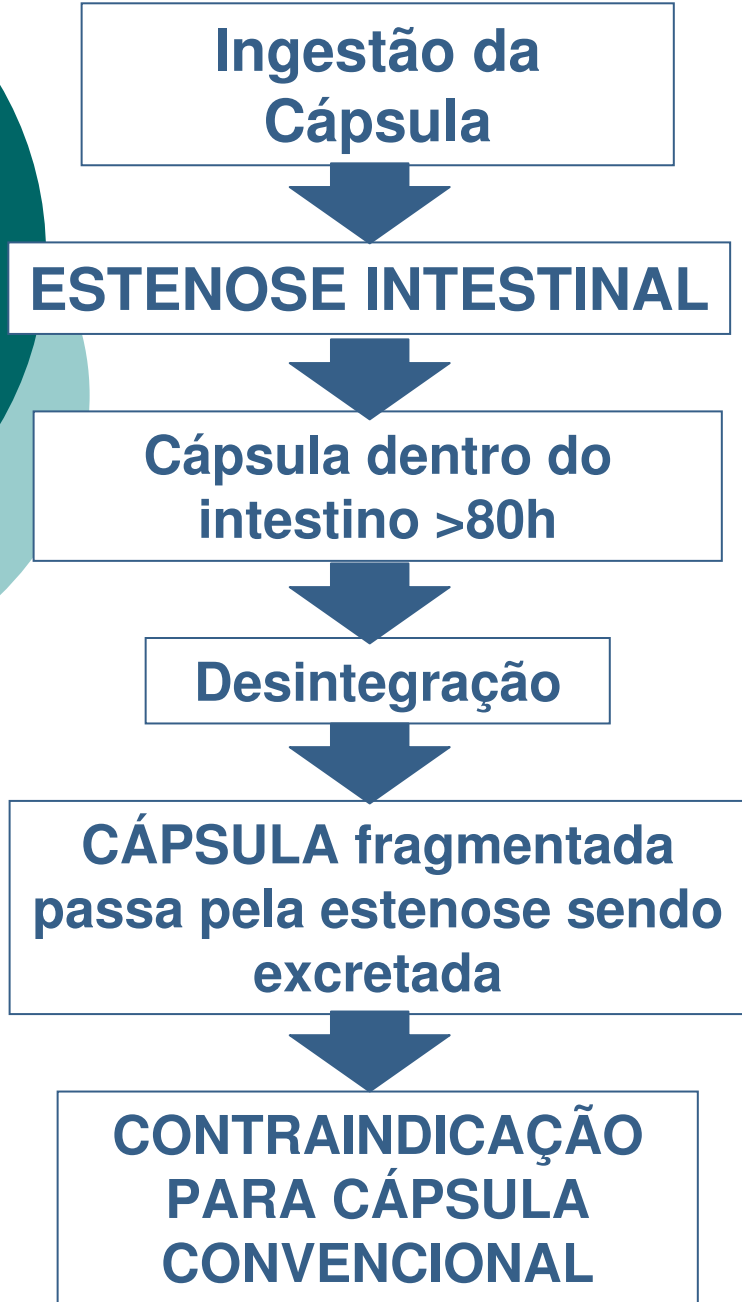 Ingestão da
Cápsula
ESTENOSE INTESTINAL
Cápsula dentro do
intestino >80h
Desintegração
CÁPSULA fragmentada
passa pela estenose sendo
excretada
CONTRAINDICAÇÃO
PARA CÁPSULA
CONVENCIONAL